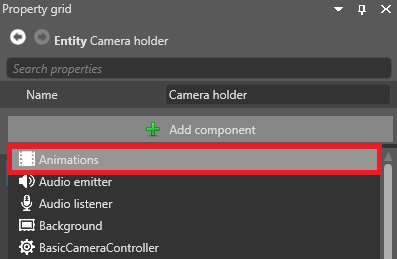 Property grid
Entity Camera holder
Search properties
Name Camera holder
Add component
Animations
Audio emitter
Audio listener
Background
BasicCameraController